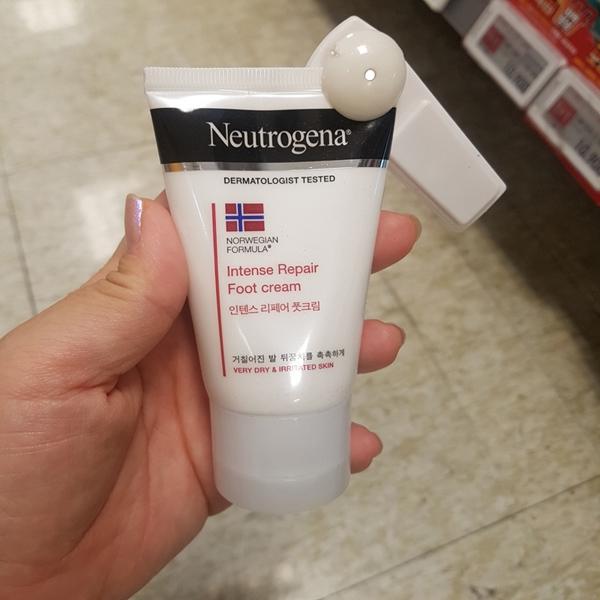 Neutrogena®
DERMATOLOGIST TESTED
NORWEGIAN
FORMULA®
Intense Repair
Foot cream
인텐스 리페어 풋크림
거칠어진 발 뒤꿈치를 촉촉하게
VERY DRY & IRRITATED SKIN